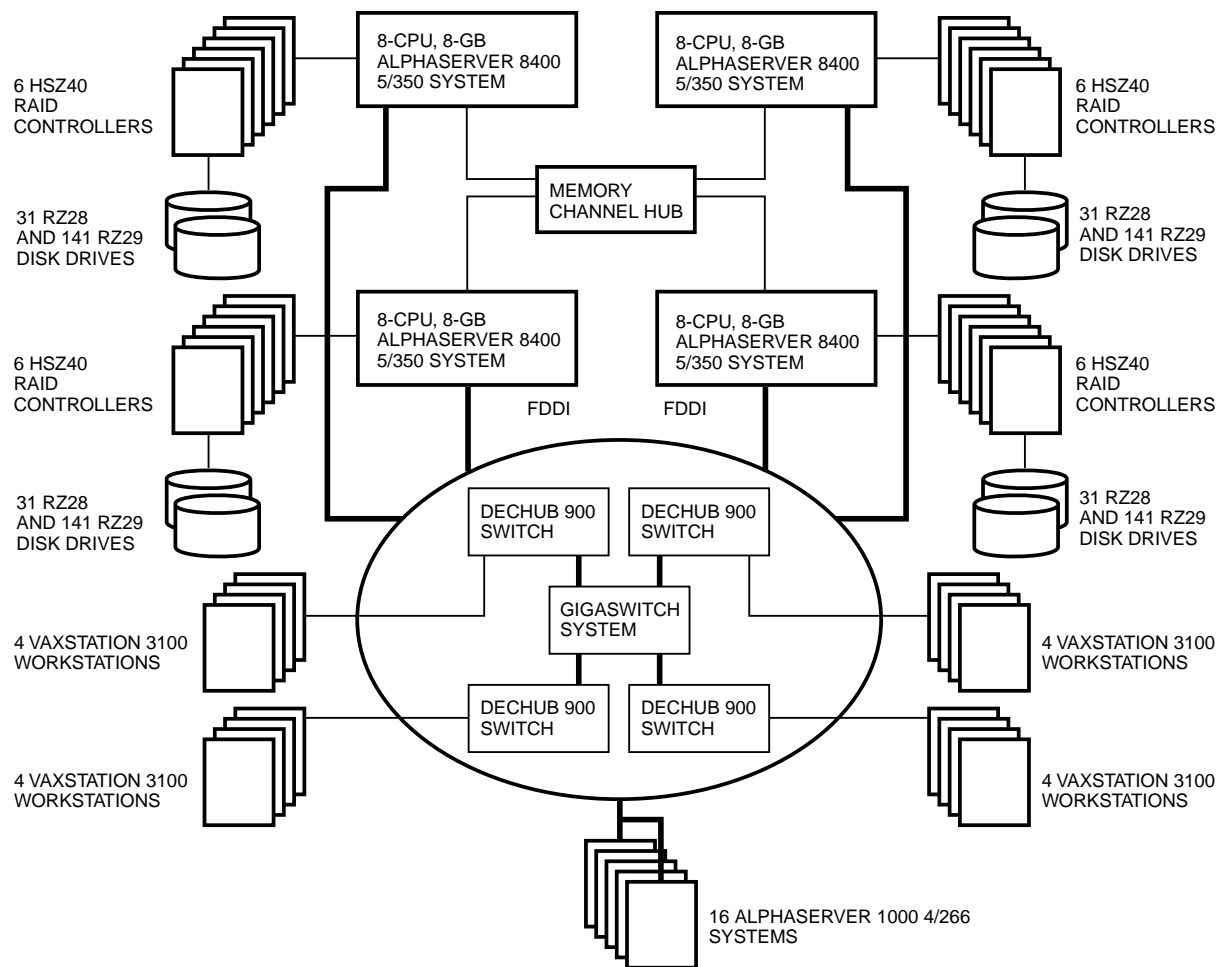 8-CPU, 8-GB
ALPHASERVER 8400
5/350 SYSTEM
8-CPU, 8-GB
ALPHASERVER 8400
5/350 SYSTEM
6 HSZ40
RAID
CONTROLLERS
6 HSZ40
RAID
CONTROLLERS
MEMORY
CHANNEL HUB
31 RZ28
AND 141 RZ29
DISK DRIVES
31 RZ28
AND 141 RZ29
DISK DRIVES
8-CPU, 8-GB
ALPHASERVER 8400
5/350 SYSTEM
8-CPU, 8-GB
ALPHASERVER 8400
5/350 SYSTEM
6 HSZ40
RAID
CONTROLLERS
6 HSZ40
RAID
CONTROLLERS
FDDI
FDDI
31 RZ28
AND 141 RZ29
DISK DRIVES
31 RZ28
AND 141 RZ29
DISK DRIVES
DECHUB 900
SWITCH
DECHUB 900
SWITCH
GIGASWITCH
SYSTEM
4 VAXSTATION 3100
WORKSTATIONS
4 VAXSTATION 3100
WORKSTATIONS
DECHUB 900
SWITCH
DECHUB 900
SWITCH
4 VAXSTATION 3100
WORKSTATIONS
4 VAXSTATION 3100
WORKSTATIONS
16 ALPHASERVER 1000 4/266
SYSTEMS